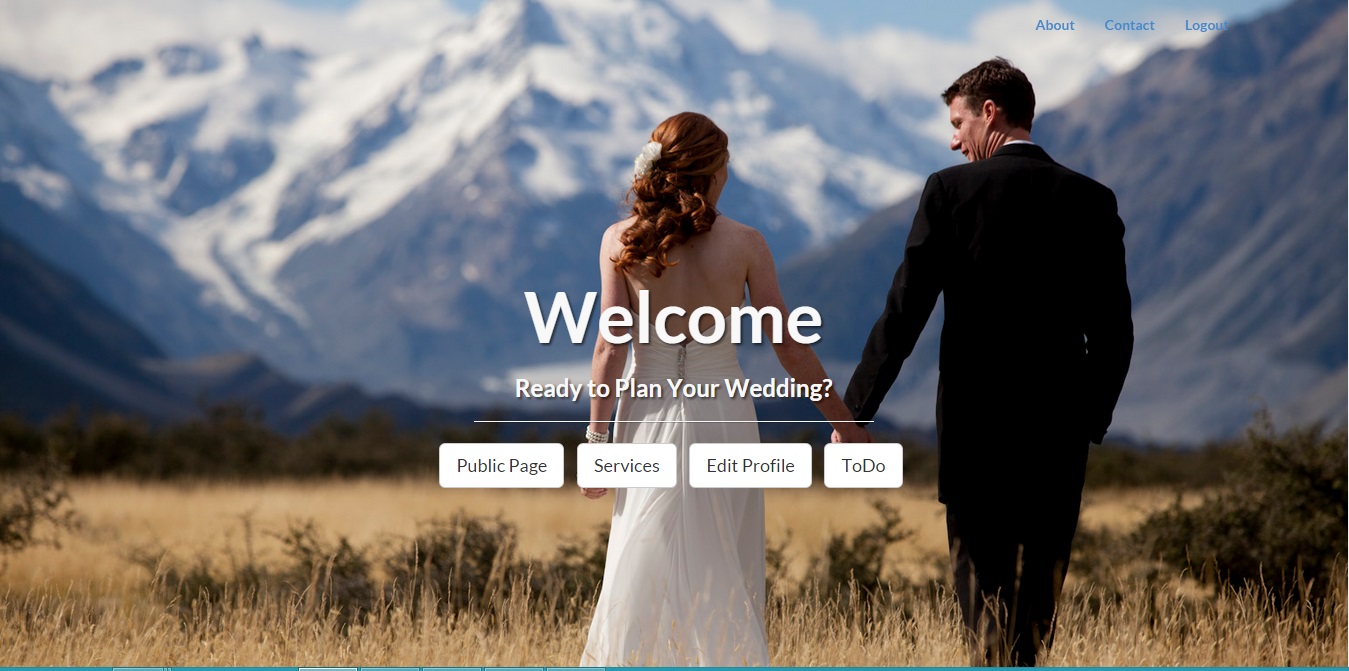 About Contact Logout
Welcome
Ready to Plan Your Wedding?
Public Page Services Edit Profile ToDo